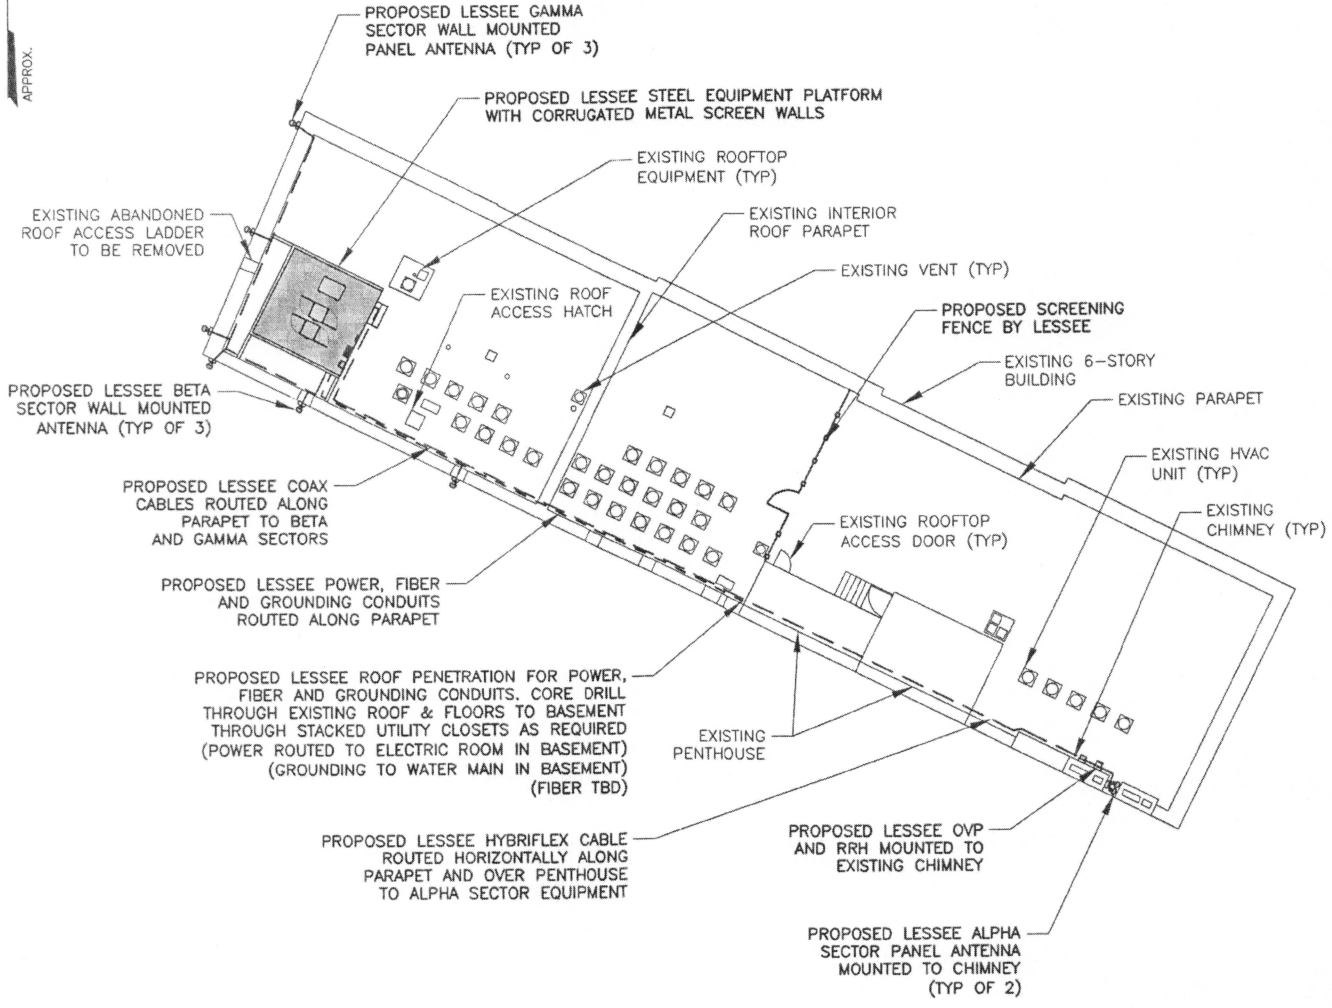 APPROX.
PROPOSED LESSEE GAMMA
SECTOR WALL MOUNTED
PANEL ANTENNA (TYP OF 3)
PROPOSED LESSEE STEEL EQUIPMENT PLATFORM
WITH CORRUGATED METAL SCREEN WALLS
EXISTING ROOFTOP
EQUIPMENT (TYP)
EXISTING ABANDONED
ROOF ACCESS LADDER
TO BE REMOVED
EXISTING INTERIOR
ROOF PARAPET
EXISTING VENT (TYP)
EXISTING ROOF
ACCESS HATCH
PROPOSED SCREENING
FENCE BY LESSEE
EXISTING 6-STORY
BUILDING
EXISTING PARAPET
PROPOSED LESSEE BETA
SECTOR WALL MOUNTED
ANTENNA (TYP OF 3)
EXISTING HVAC
UNIT (TYP)
EXISTING
CHIMNEY (TYP)
PROPOSED LESSEE COAX
CABLES ROUTED ALONG
PARAPET TO BETA
AND GAMMA SECTORS
EXISTING ROOFTOP
ACCESS DOOR (TYP)
PROPOSED LESSEE POWER, FIBER
AND GROUNDING CONDUITS
ROUTED ALONG PARAPET
PROPOSED LESSEE ROOF PENETRATION FOR POWER,
FIBER AND GROUNDING CONDUITS. CORE DRILL
THROUGH EXISTING ROOF & FLOORS TO BASEMENT
THROUGH STACKED UTILITY CLOSETS AS REQUIRED
(POWER ROUTED TO ELECTRIC ROOM IN BASEMENT)
(GROUNDING TO WATER MAIN IN BASEMENT)
(FIBER TBD)
EXISTING
PENTHOUSE
PROPOSED LESSEE HYBRIFLEX CABLE
ROUTED HORIZONTALLY ALONG
PARAPET AND OVER PENTHOUSE
TO ALPHA SECTOR EQUIPMENT
PROPOSED LESSEE OVP
AND RRH MOUNTED TO
EXISTING CHIMNEY
PROPOSED LESSEE ALPHA
SECTOR PANEL ANTENNA
MOUNTED TO CHIMNEY
(TYP OF 2)